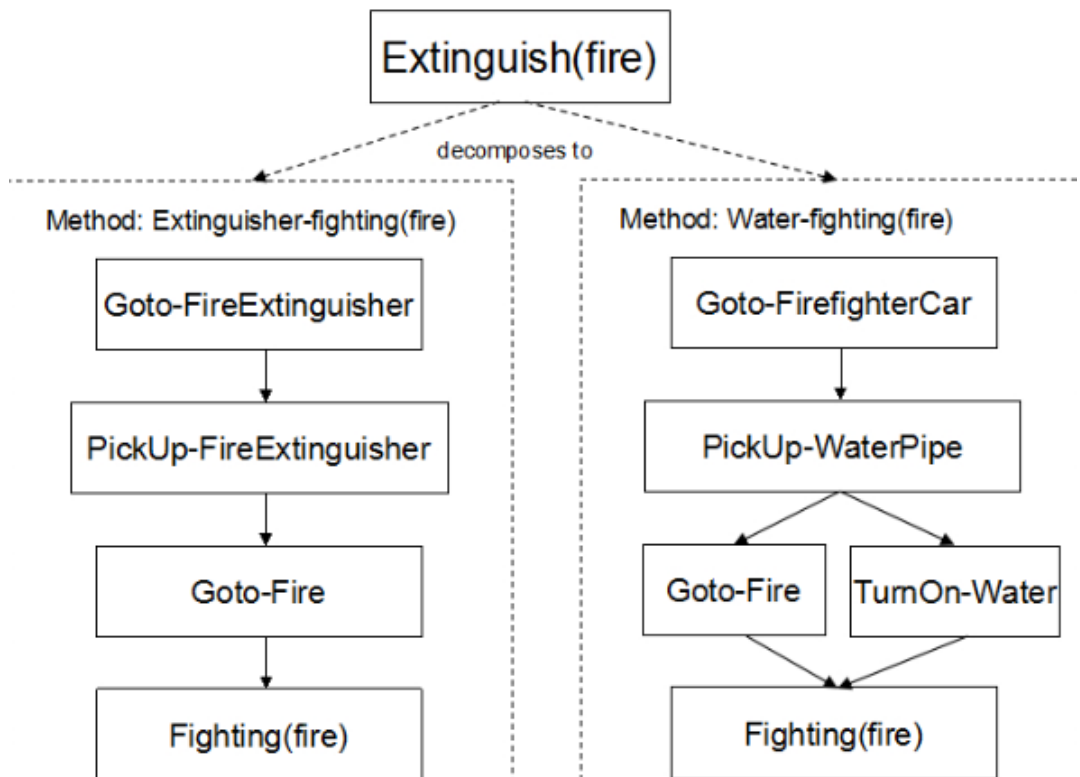 Extinguish(fire)
decomposes to
Method: Extinguisher-fighting(fire)
Goto-FireExtinguisher
PickUp-FireExtinguisher
Goto-Fire
Fighting(fire)
Method: Water-fighting(fire)
Goto-FirefighterCar
PickUp-WaterPipe
Goto-Fire
TurnOn-Water
Fighting(fire)